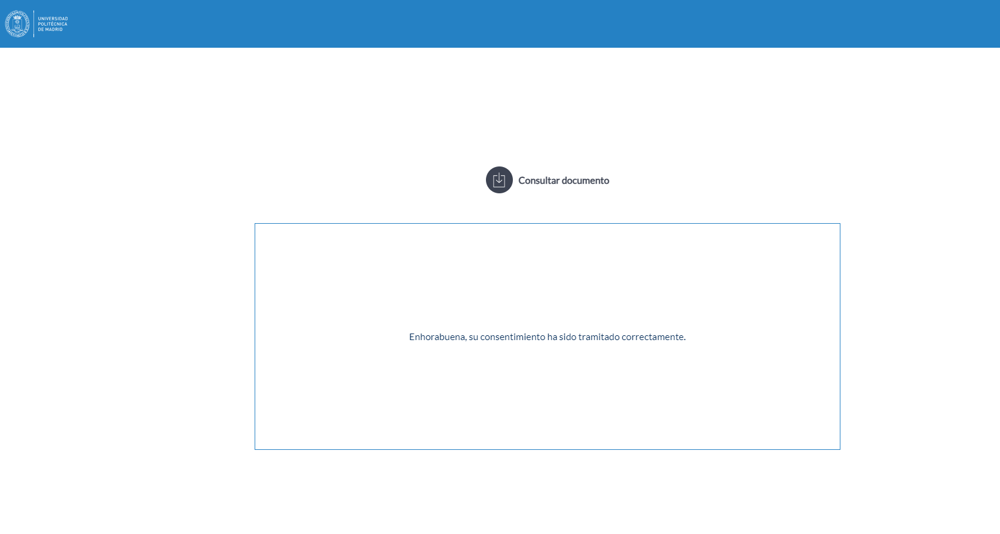 UNIVERSIDAD
POLITÉCNICA
DE MADRID
Consultar documento
Enhorabuena, su consentimiento ha sido tramitado correctamente.